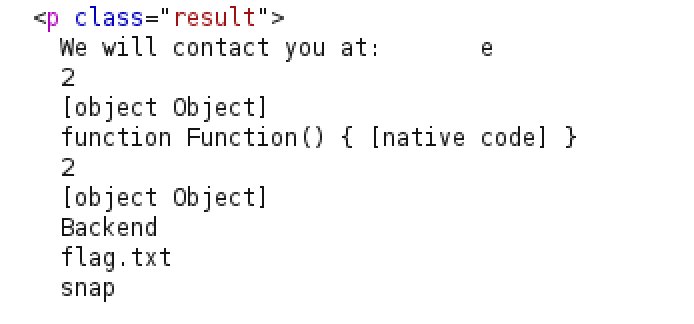 <p class="result">
We will contact you at:       e
2
[object Object]
function Function() { [native code] }
2
[object Object]
Backend
flag.txt
snap